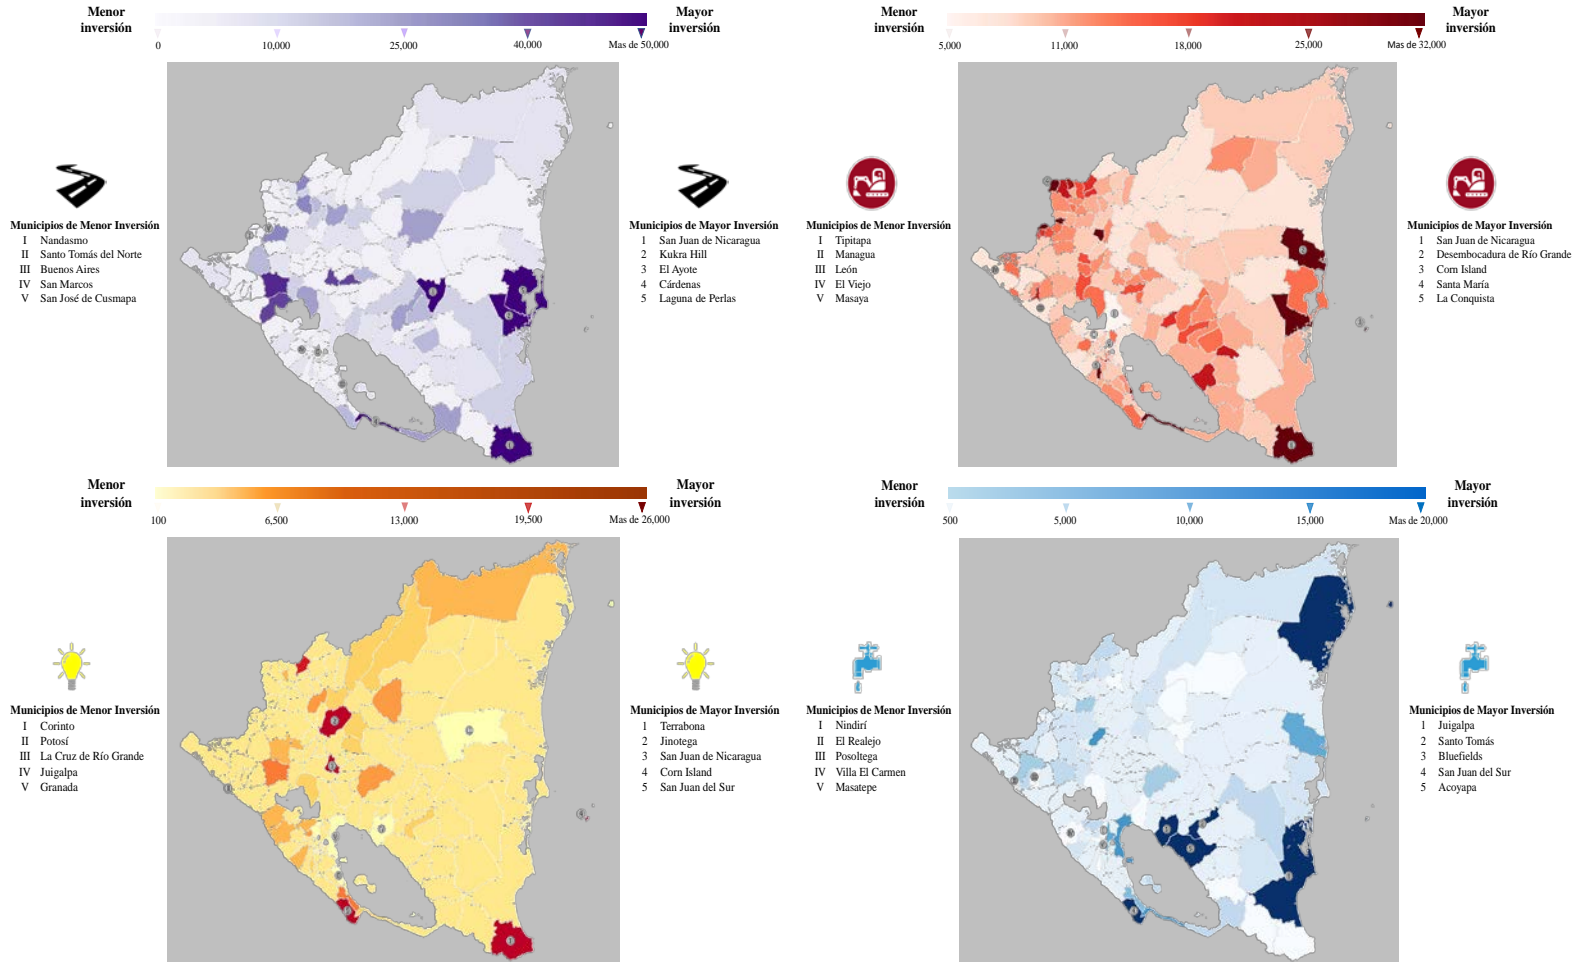 Menor
inversión
Mayor
inversión
0
10,000
25,000
40,000
Mas de 50,000
Municipios de Menor Inversión
I Nandasmo
II Santo Tomás del Norte
III Buenos Aires
IV San Marcos
V San José de Cusmapa
Municipios de Mayor Inversión
1 San Juan de Nicaragua
2 Kukra Hill
3 El Ayote
4 Cárdenas
5 Laguna de Perlas
Menor
inversión
Mayor
inversión
5,000
11,000
18,000
25,000
Mas de 32,000
Municipios de Menor Inversión
I Tipitapa
II Managua
III León
IV El Viejo
V Masaya
Municipios de Mayor Inversión
1 San Juan de Nicaragua
2 Desembocadura de Río Grande
3 Corn Island
4 Santa María
5 La Conquista
Menor
inversión
Mayor
inversión
100
6,500
13,000
19,500
Mas de 26,000
Municipios de Menor Inversión
I Corinto
II Potosí
III La Cruz de Río Grande
IV Juigalpa
V Granada
Municipios de Mayor Inversión
1 Terrabona
2 Jinotega
3 San Juan de Nicaragua
4 Corn Island
5 San Juan del Sur
Menor
inversión
Mayor
inversión
500
5,000
10,000
15,000
Mas de 20,000
Municipios de Menor Inversión
I Nindirí
II El Realejo
III Posoltega
IV Villa El Carmen
V Masatepe
Municipios de Mayor Inversión
1 Juigalpa
2 Santo Tomás
3 Bluefields
4 San Juan del Sur
5 Acoyapa